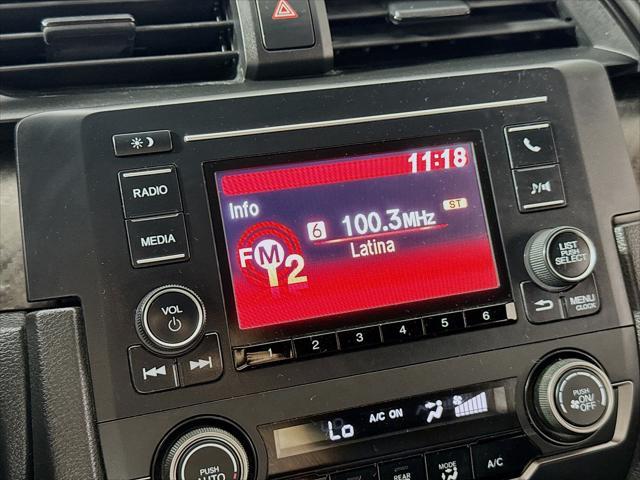 11:18
Info
6 100.3MHz ST
FM2
Latina
RADIO
MEDIA
VOL
LIST
PUSH
SELECT
MENU
CLOCK
2 3 4 5 6
Lo A/C ON
PUSH
ON/
OFF
PUSH
AUTO
REAR
MODE
A/C